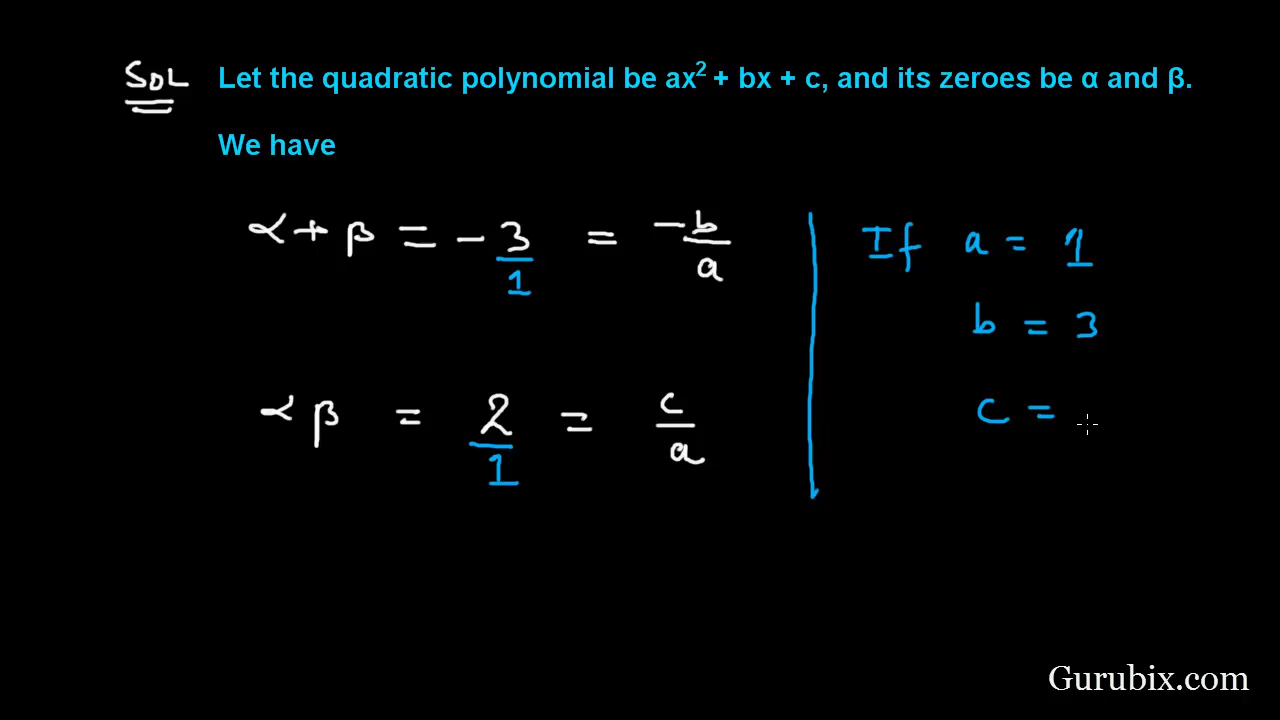 SOL Let the quadratic polynomial be ax² + bx + c, and its zeroes be α and β.
We have
α + β = - 3/1 = -b/a
If a = 1
b = 3
α β = 2/1 = c/a
c =
Gurubix.com